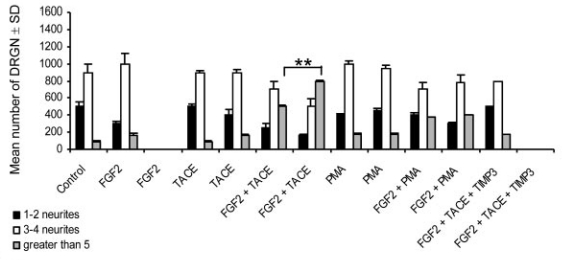 Mean number of DRGN ± SD
1600
1400
1200
1000
800
600
400
200
0
**
Control
FGF2
FGF2
TACE
TACE
FGF2 + TACE
FGF2 + TACE
PMA
PMA
FGF2 + PMA
FGF2 + PMA
FGF2 + TACE + TIMP3
FGF2 + TACE + TIMP3
1-2 neurites
3-4 neurites
greater than 5